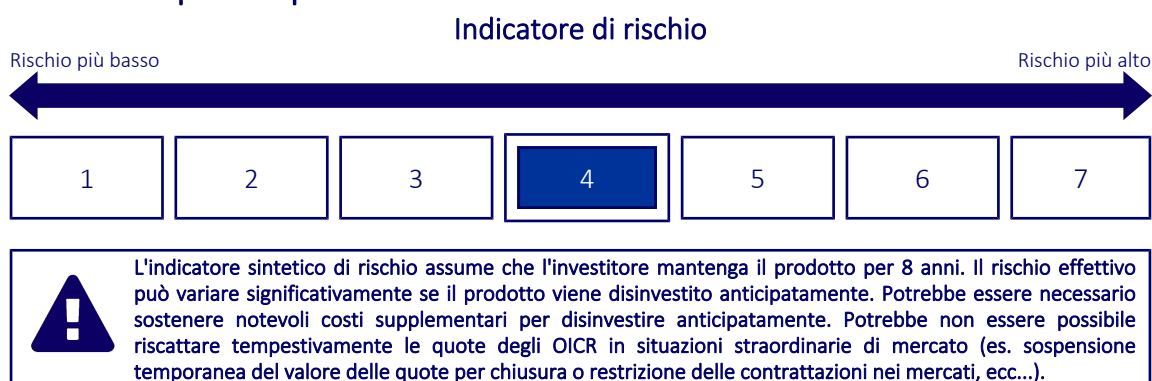 Indicatore di rischio
Rischio più basso Rischio più alto
1 2 3 4 5 6 7
L'indicatore sintetico di rischio assume che l'investitore mantenga il prodotto per 8 anni. Il rischio effettivo
può variare significativamente se il prodotto viene disinvestito anticipatamente. Potrebbe essere necessario
sostenere notevoli costi supplementari per disinvestire anticipatamente. Potrebbe non essere possibile
riscattare tempestivamente le quote degli OICR in situazioni straordinarie di mercato (es. sospensione
temporanea del valore delle quote per chiusura o restrizione delle contrattazioni nei mercati, ecc...).